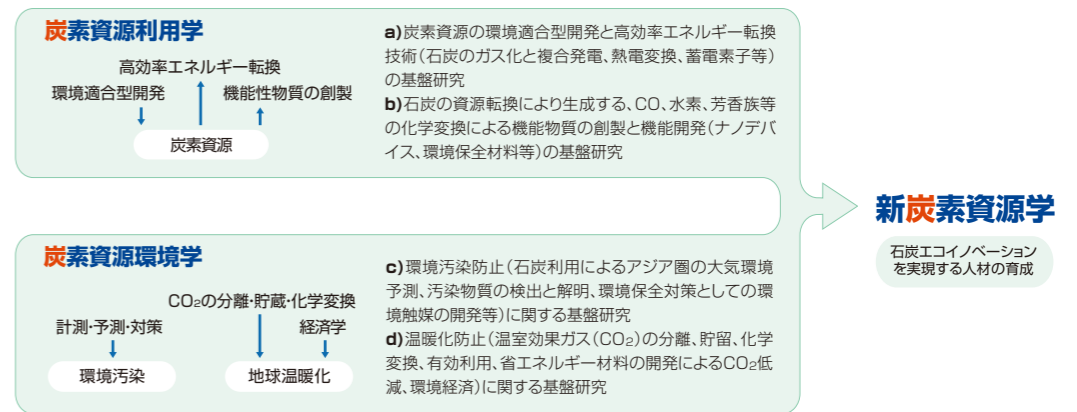 炭素資源利用学
高効率エネルギー転換
環境適合型開発 機能性物質の創製
炭素資源
a)炭素資源の環境適合型開発と高効率エネルギー転換
技術(石炭のガス化と複合発電、熱電変換、蓄電素子等)
の基盤研究
b)石炭の資源転換により生成する、CO、水素、芳香族等
の化学変換による機能物質の創製と機能開発(ナノデバ
イス、環境保全材料等)の基盤研究
炭素資源環境学
CO₂の分離・貯蔵・化学変換
計測・予測・対策 経済学
環境汚染 地球温暖化
c)環境汚染防止(石炭利用によるアジア圏の大気環境
予測、汚染物質の検出と解明、環境保全対策としての環
境触媒の開発等)に関する基盤研究
d)温暖化防止(温室効果ガス(CO₂)の分離、貯留、化学
変換、有効利用、省エネルギー材料の開発によるCO₂低
減、環境経済)に関する基盤研究
新炭素資源学
石炭エコイノベーション
を実現する人材の育成